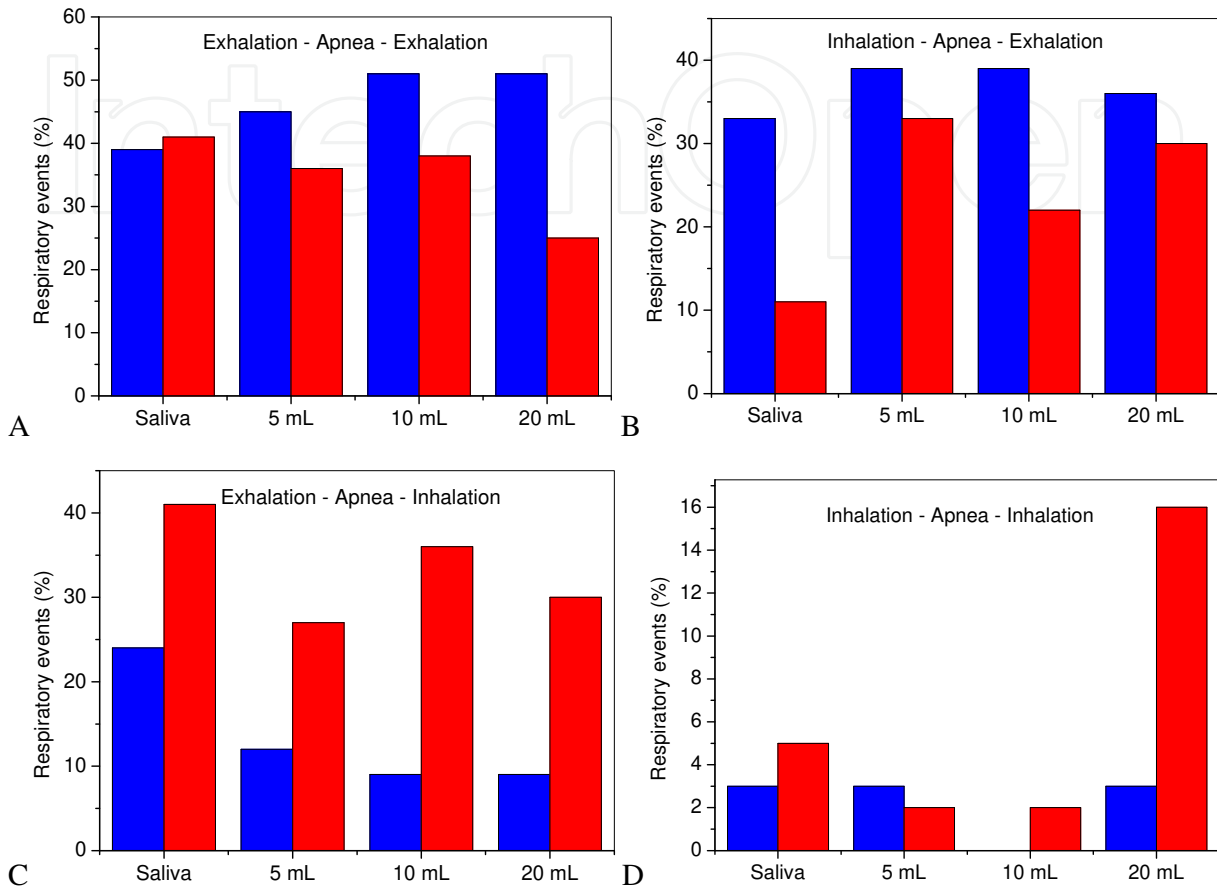 IntechOpen
Exhalation - Apnea - Exhalation
Respiratory events (%)
60
50
40
30
20
10
0
Saliva 5 mL 10 mL 20 mL
A
Inhalation - Apnea - Exhalation
Respiratory events (%)
40
30
20
10
0
Saliva 5 mL 10 mL 20 mL
B
Exhalation - Apnea - Inhalation
Respiratory events (%)
40
30
20
10
0
Saliva 5 mL 10 mL 20 mL
C
Inhalation - Apnea - Inhalation
Respiratory events (%)
16
14
12
10
8
6
4
2
0
Saliva 5 mL 10 mL 20 mL
D